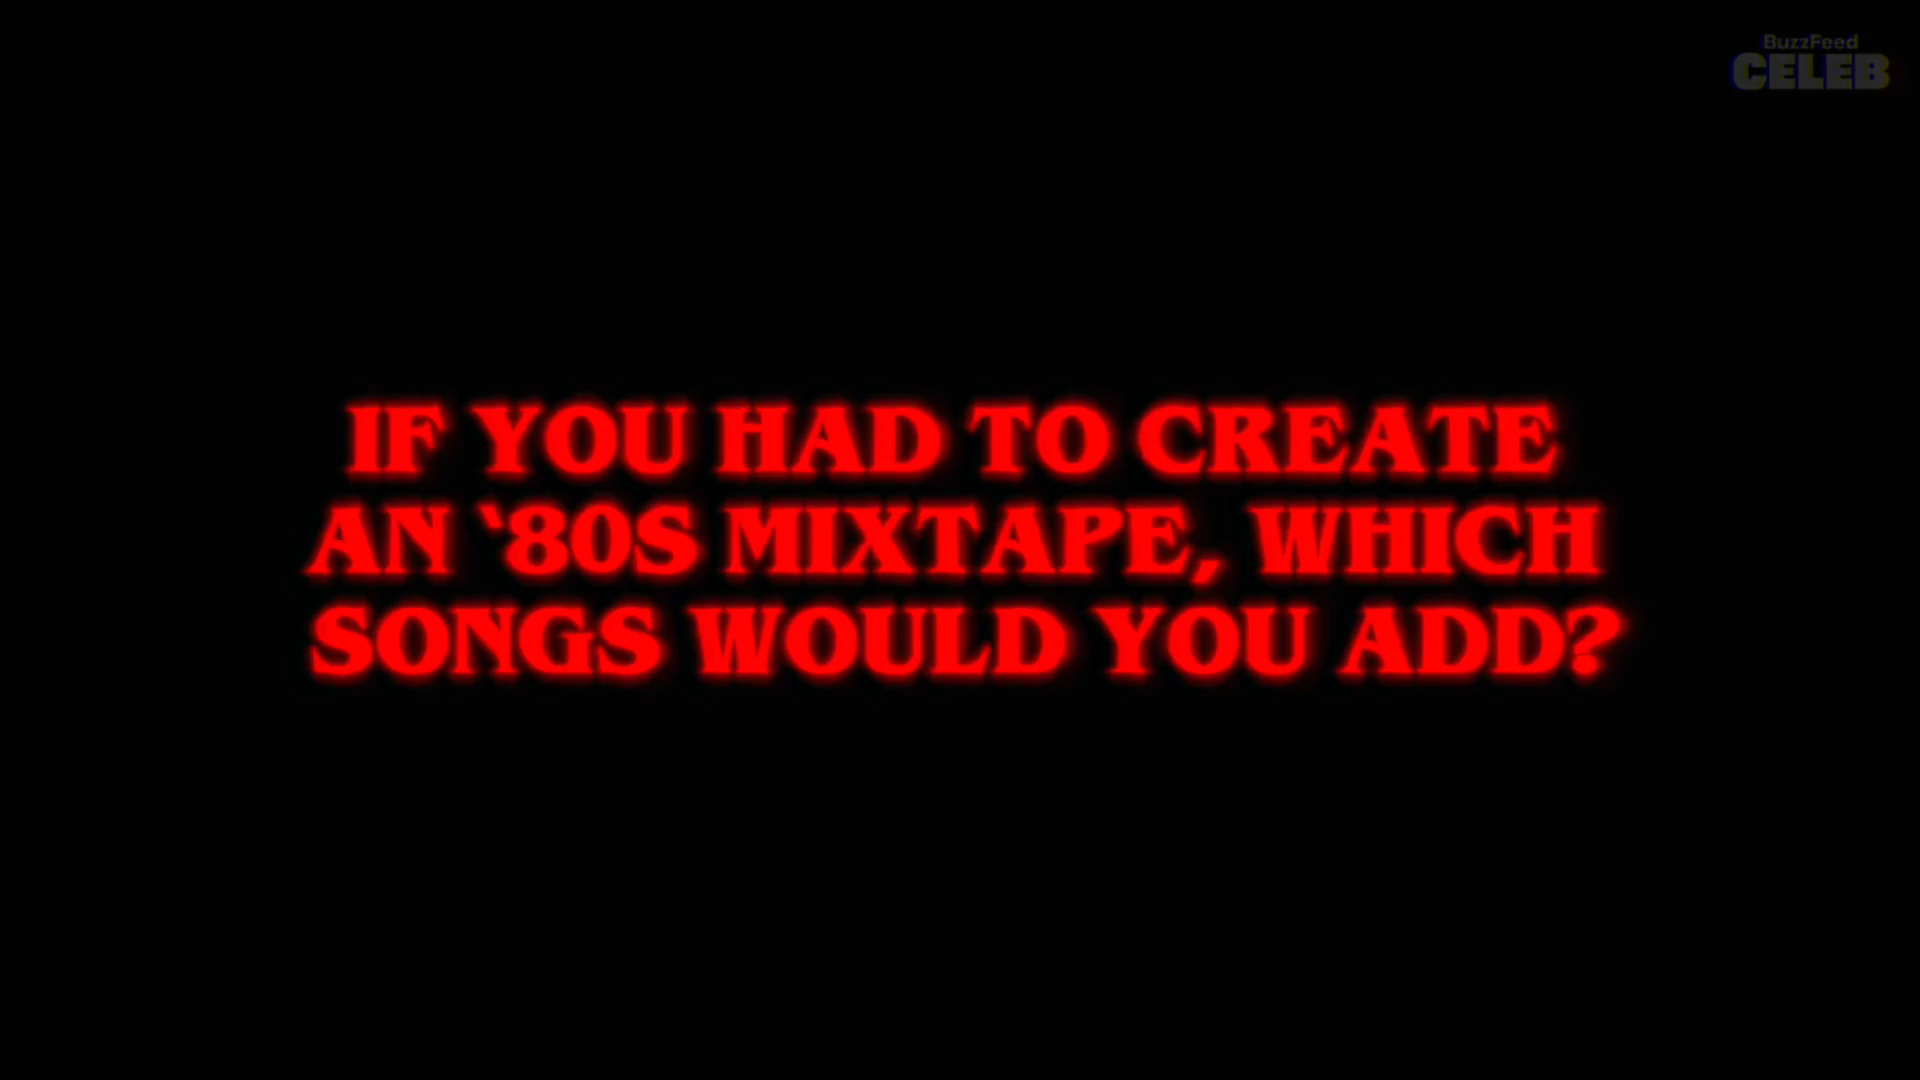 BuzzFeed
CELEB
IF YOU HAD TO CREATE
AN ‘80S MIXTAPE, WHICH
SONGS WOULD YOU ADD?